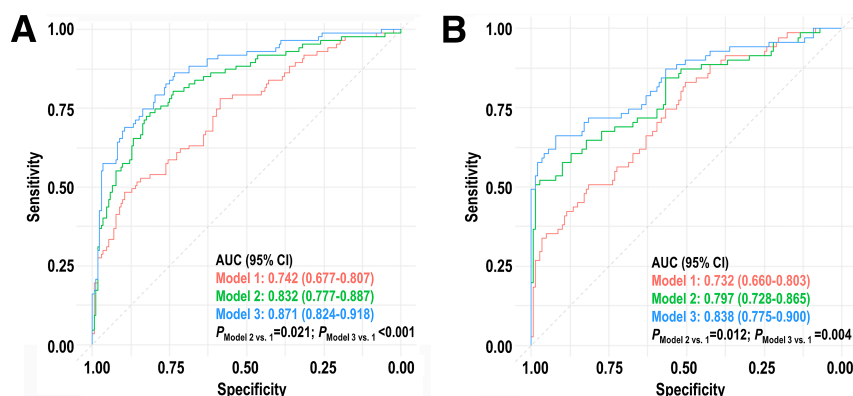 A
Sensitivity
1.00
0.75
0.50
0.25
0.00
AUC (95% CI)
Model 1: 0.742 (0.677-0.807)
Model 2: 0.832 (0.777-0.887)
Model 3: 0.871 (0.824-0.918)
P Model 2 vs. 1=0.021; P Model 3 vs. 1 <0.001
1.00 0.75 0.50 0.25 0.00
Specificity
B
Sensitivity
1.00
0.75
0.50
0.25
0.00
AUC (95% CI)
Model 1: 0.732 (0.660-0.803)
Model 2: 0.797 (0.728-0.865)
Model 3: 0.838 (0.775-0.900)
P Model 2 vs. 1=0.012; P Model 3 vs. 1 =0.004
1.00 0.75 0.50 0.25 0.00
Specificity